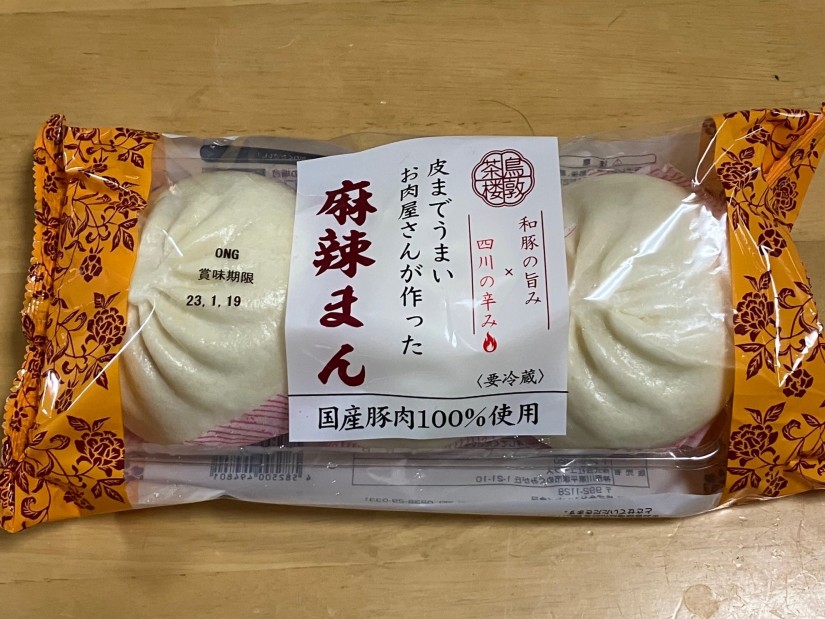 鳥敦
茶楼
和豚の旨み
×
四川の辛み
皮までうまい
お肉屋さんが作った
麻辣まん
〈要冷蔵〉
国産豚肉100%使用
ONG
賞味期限
23.1.19